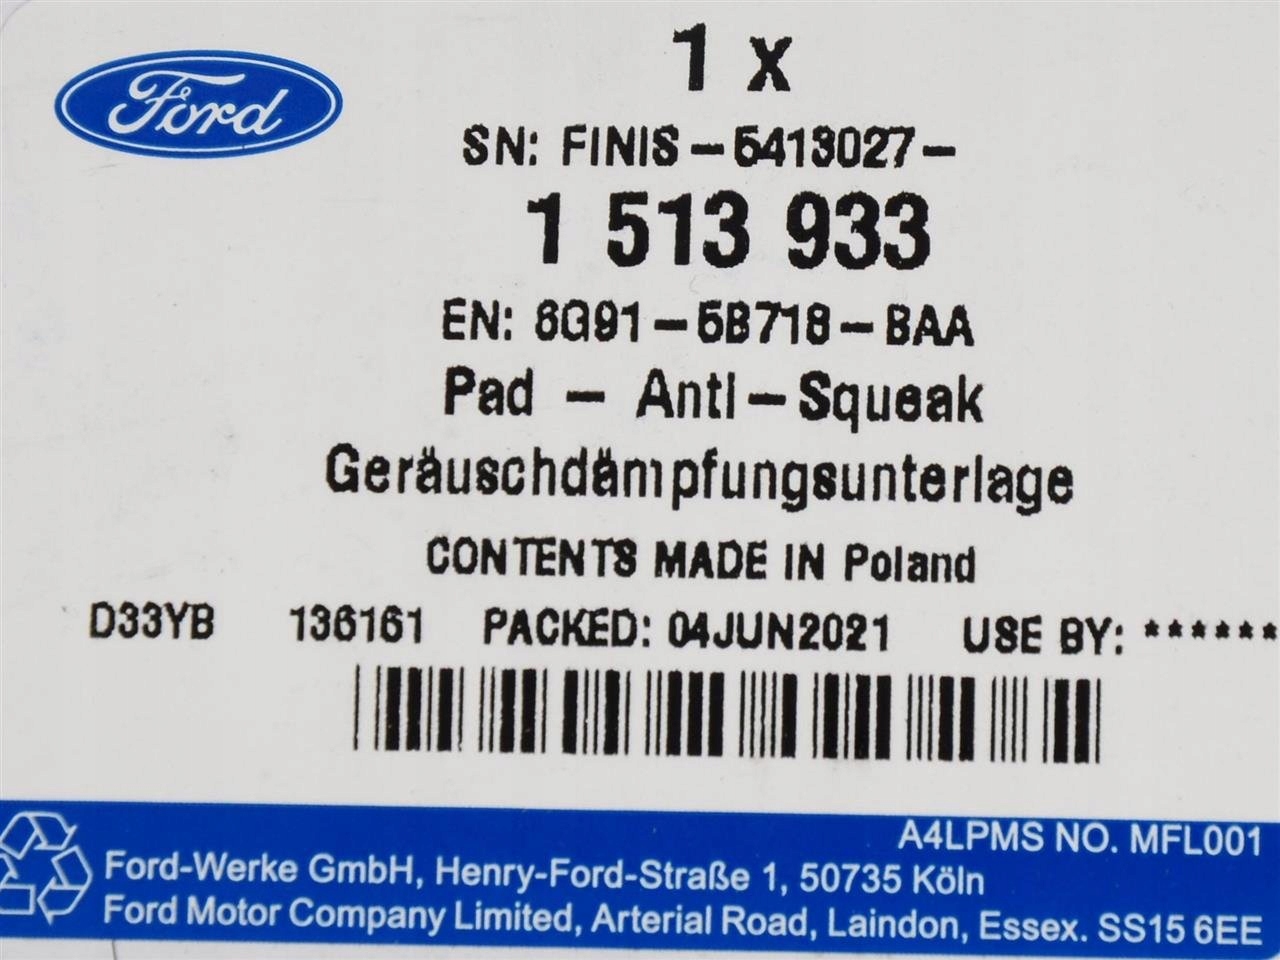 Ford
1 x
SN: FINIS-5413027-
1 513 933
EN: 6G91-5B718-BAA
Pad - Anti-Squeak
Geräuschdämpfungsunterlage
CONTENTS MADE IN Poland
D33YB 136161 PACKED: 04JUN2021 USE BY: ******
A4LPMS NO. MFL001
Ford-Werke GmbH, Henry-Ford-Straße 1, 50735 Köln
Ford Motor Company Limited, Arterial Road, Laindon, Essex. SS15 6EE